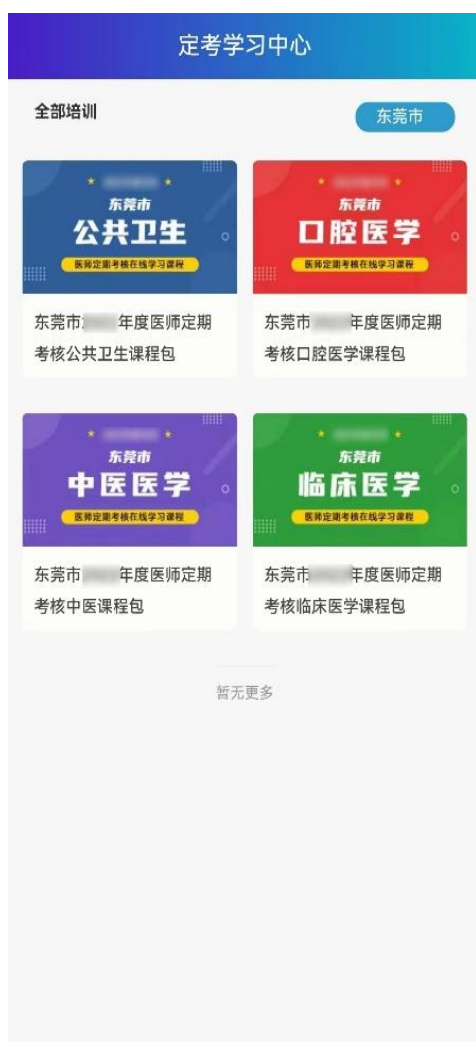 定考学习中心
全部培训
东莞市
东莞市
公共卫生
医师定期考核在线学习课程
东莞市 年度医师定期
考核公共卫生课程包
东莞市
口腔医学
医师定期考核在线学习课程
东莞市 年度医师定期
考核口腔医学课程包
东莞市
中医医学
医师定期考核在线学习课程
东莞市 年度医师定期
考核中医课程包
东莞市
临床医学
医师定期考核在线学习课程
东莞市 年度医师定期
考核临床医学课程包
暂无更多